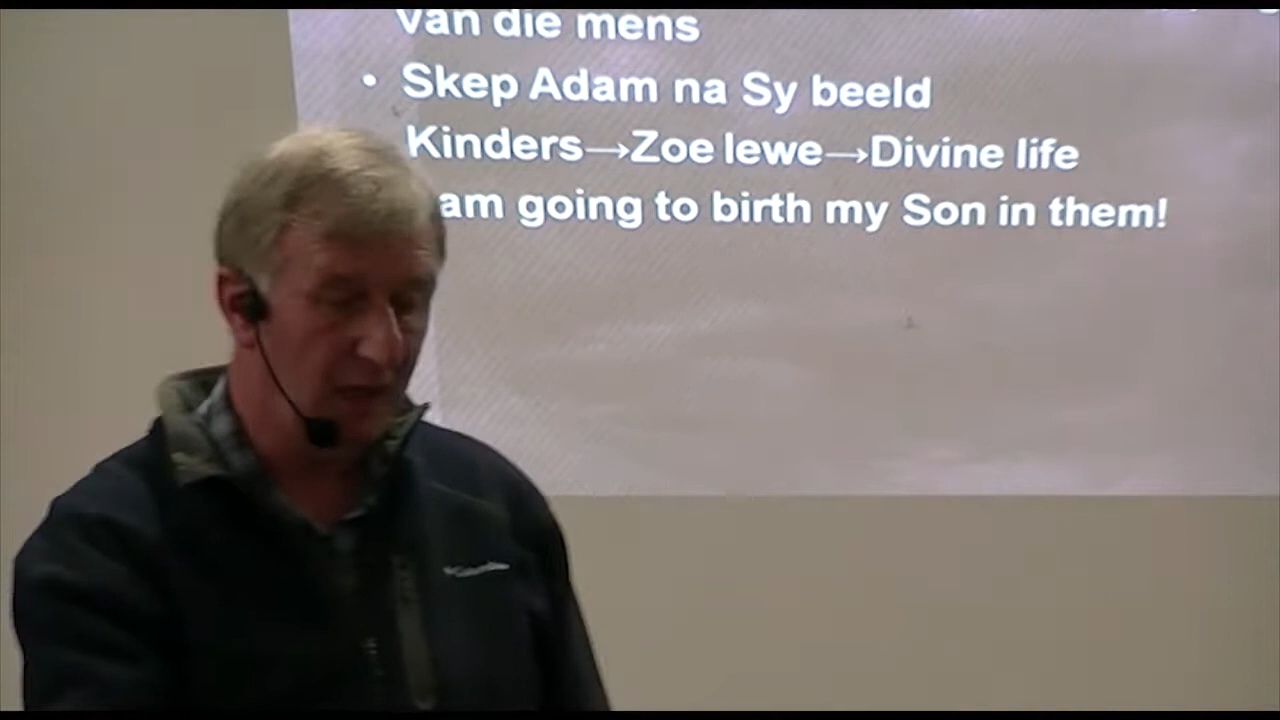 van die mens
• Skep Adam na Sy beeld
Kinders→Zoe lewe→Divine life
am going to birth my Son in them!
Columbia